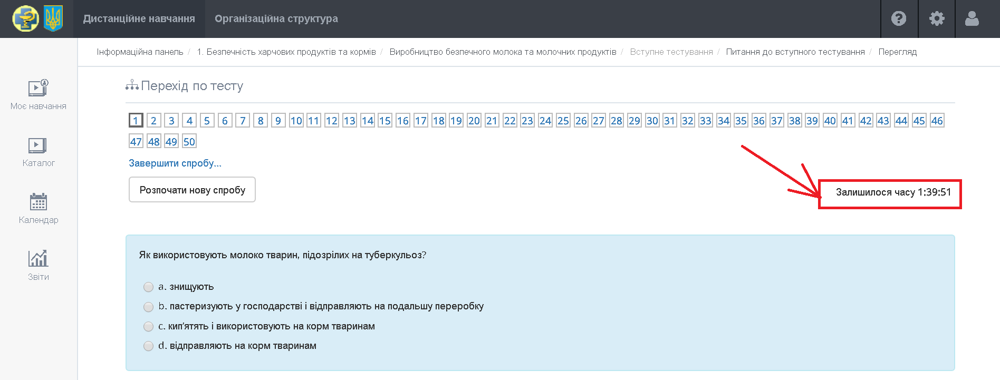 Дистанційне навчання Організаційна структура
Інформаційна панель / 1. Безпечність харчових продуктів та кормів / Виробництво безпечного молока та молочних продуктів / Вступне тестування / Питання до вступного тестування / Перегляд
Моє навчання
Каталог
Календар
Звіти
Перехід по тесту
1 2 3 4 5 6 7 8 9 10 11 12 13 14 15 16 17 18 19 20 21 22 23 24 25 26 27 28 29 30 31 32 33 34 35 36 37 38 39 40 41 42 43 44 45 46
47 48 49 50
Завершити спробу...
Розпочати нову спробу
Залишилося часу 1:39:51
Як використовують молоко тварин, підозрілих на туберкульоз?
a. знищують
b. пастеризують у господарстві і відправляють на подальшу переробку
c. кип’ятять і використовують на корм тваринам
d. відправляють на корм тваринам